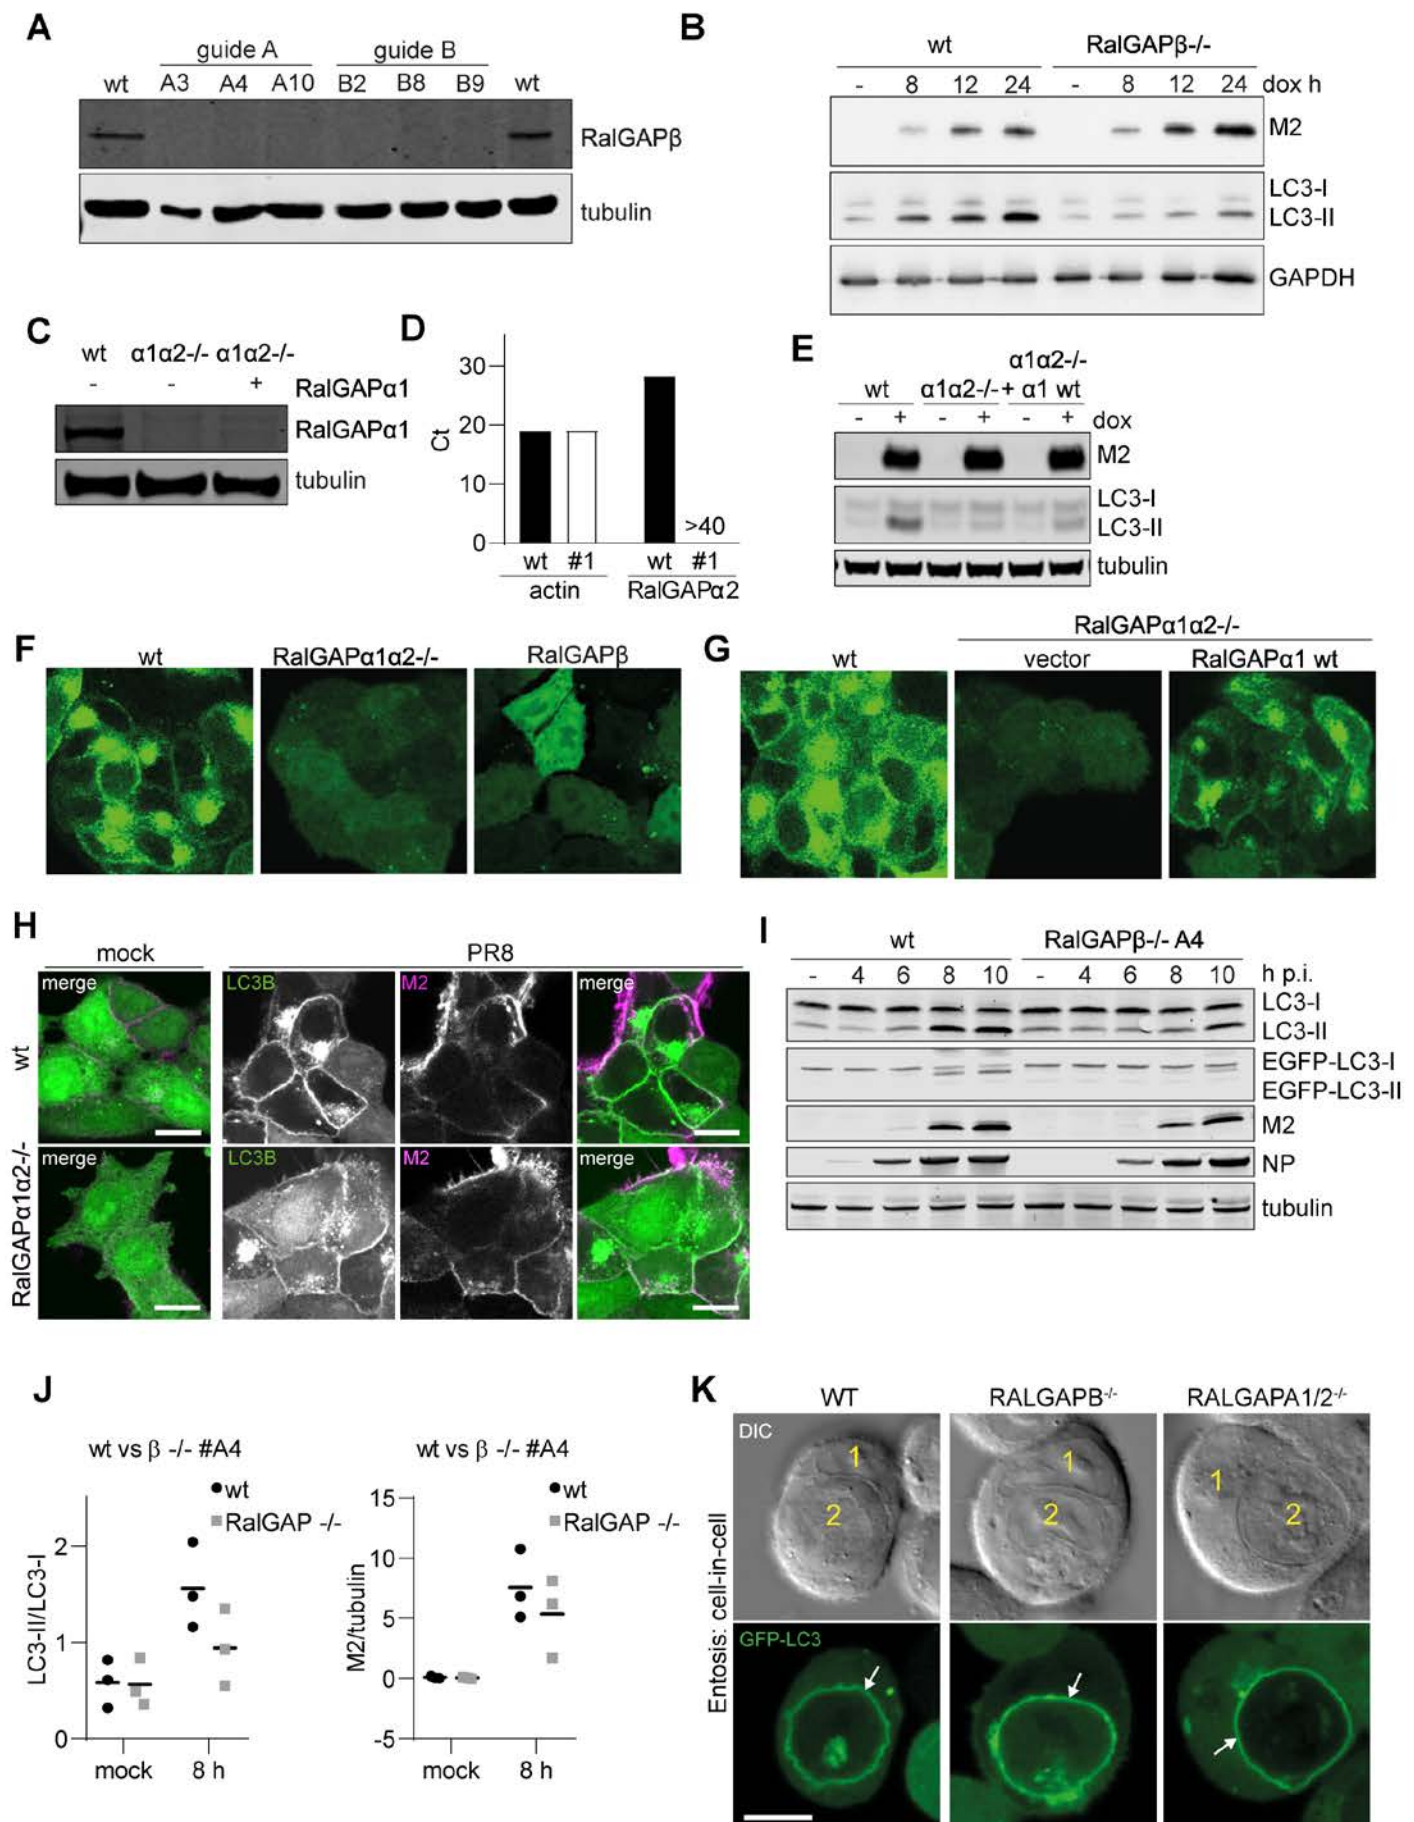 A
guide A guide B
wt A3 A4 A10 B2 B8 B9 wt
RalGAPβ
tubulin
B
wt RalGAPβ-/-
- 8 12 24 - 8 12 24 dox h
M2
LC3-I
LC3-II
GAPDH
C
wt α1α2-/- α1α2-/-
- - + RalGAPα1
RalGAPα1
tubulin
D
Ct
30
20
10
0
>40
wt #1 wt #1
actin RalGAPα2
E
α1α2-/-
wt α1α2-/- + α1 wt
- + - + - + dox
M2
LC3-I
LC3-II
tubulin
F
wt RalGAPα1α2-/- RalGAPβ
G
RalGAPα1α2-/-
wt vector RalGAPα1 wt
H
mock PR8
wt
merge LC3B M2 merge
RalGAPα1α2-/-
merge LC3B M2 merge
I
wt RalGAPβ-/- A4
- 4 6 8 10 - 4 6 8 10 h p.i.
LC3-I
LC3-II
EGFP-LC3-I
EGFP-LC3-II
M2
NP
tubulin
J
wt vs β -/- #A4
wt
RalGAP -/-
LC3-II/LC3-I
2
1
0
mock 8 h
wt vs β -/- #A4
wt
RalGAP -/-
M2/tubulin
15
10
5
0
-5
mock 8 h
K
WT RALGAPB-/- RALGAPA1/2-/-
Entosis: cell-in-cell
DIC
1 1 1
2 2 2
GFP-LC3